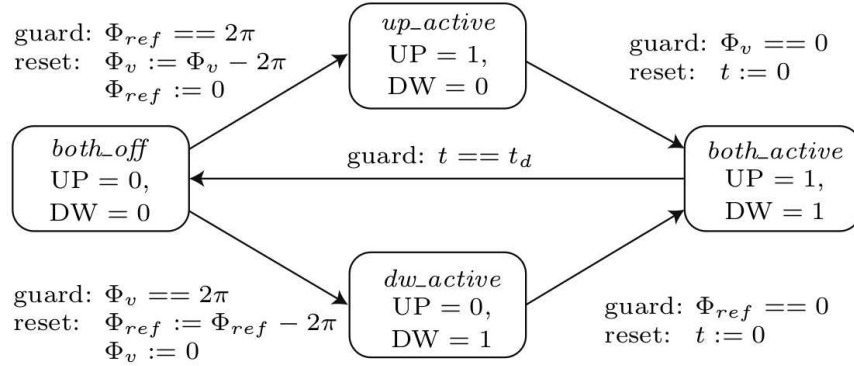 guard: Φ_ref == 2π
reset: Φ_v := Φ_v − 2π
Φ_ref := 0
up_active
UP = 1,
DW = 0
guard: Φ_v == 0
reset: t := 0
both_off
UP = 0,
DW = 0
guard: t == t_d
both_active
UP = 1,
DW = 1
guard: Φ_v == 2π
reset: Φ_ref := Φ_ref − 2π
Φ_v := 0
dw_active
UP = 0,
DW = 1
guard: Φ_ref == 0
reset: t := 0